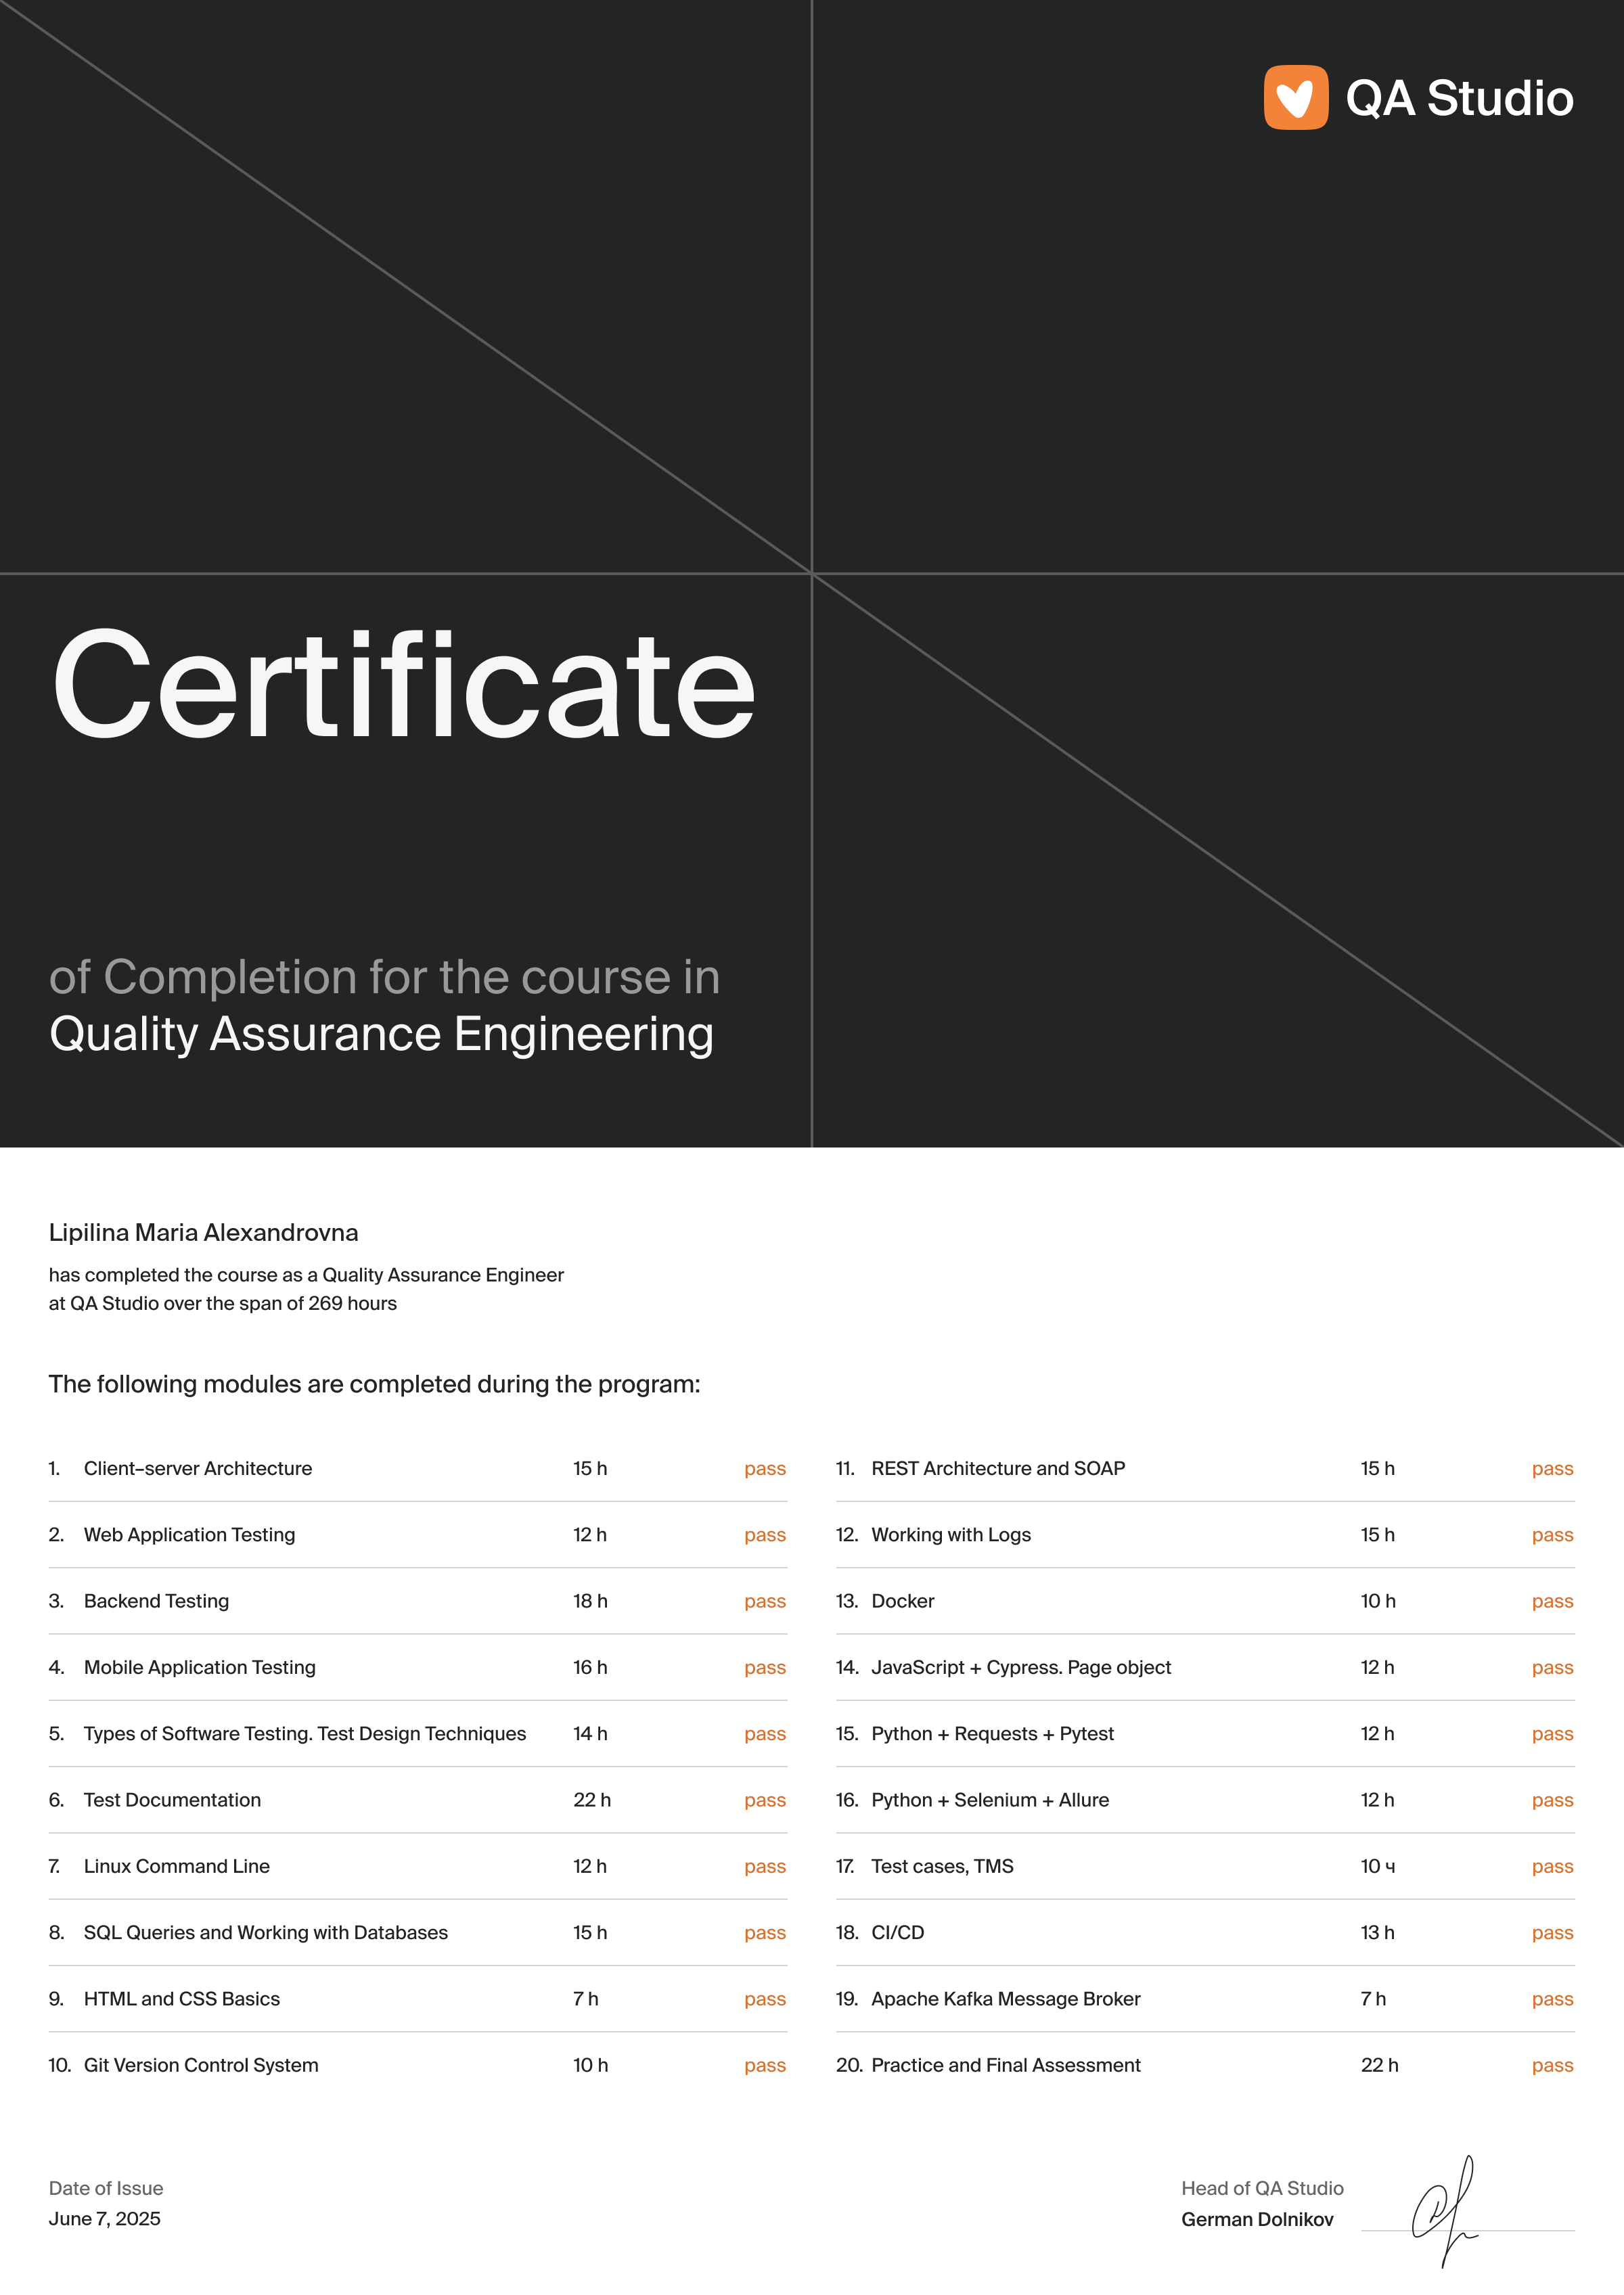 QA Studio
Certificate
of Completion for the course in
Quality Assurance Engineering
Lipilina Maria Alexandrovna
has completed the course as a Quality Assurance Engineer
at QA Studio over the span of 269 hours
The following modules are completed during the program:
1. Client–server Architecture 15 h pass
2. Web Application Testing 12 h pass
3. Backend Testing 18 h pass
4. Mobile Application Testing 16 h pass
5. Types of Software Testing. Test Design Techniques 14 h pass
6. Test Documentation 22 h pass
7. Linux Command Line 12 h pass
8. SQL Queries and Working with Databases 15 h pass
9. HTML and CSS Basics 7 h pass
10. Git Version Control System 10 h pass
11. REST Architecture and SOAP 15 h pass
12. Working with Logs 15 h pass
13. Docker 10 h pass
14. JavaScript + Cypress. Page object 12 h pass
15. Python + Requests + Pytest 12 h pass
16. Python + Selenium + Allure 12 h pass
17. Test cases, TMS 10 ч pass
18. CI/CD 13 h pass
19. Apache Kafka Message Broker 7 h pass
20. Practice and Final Assessment 22 h pass
Date of Issue
June 7, 2025
Head of QA Studio
German Dolnikov